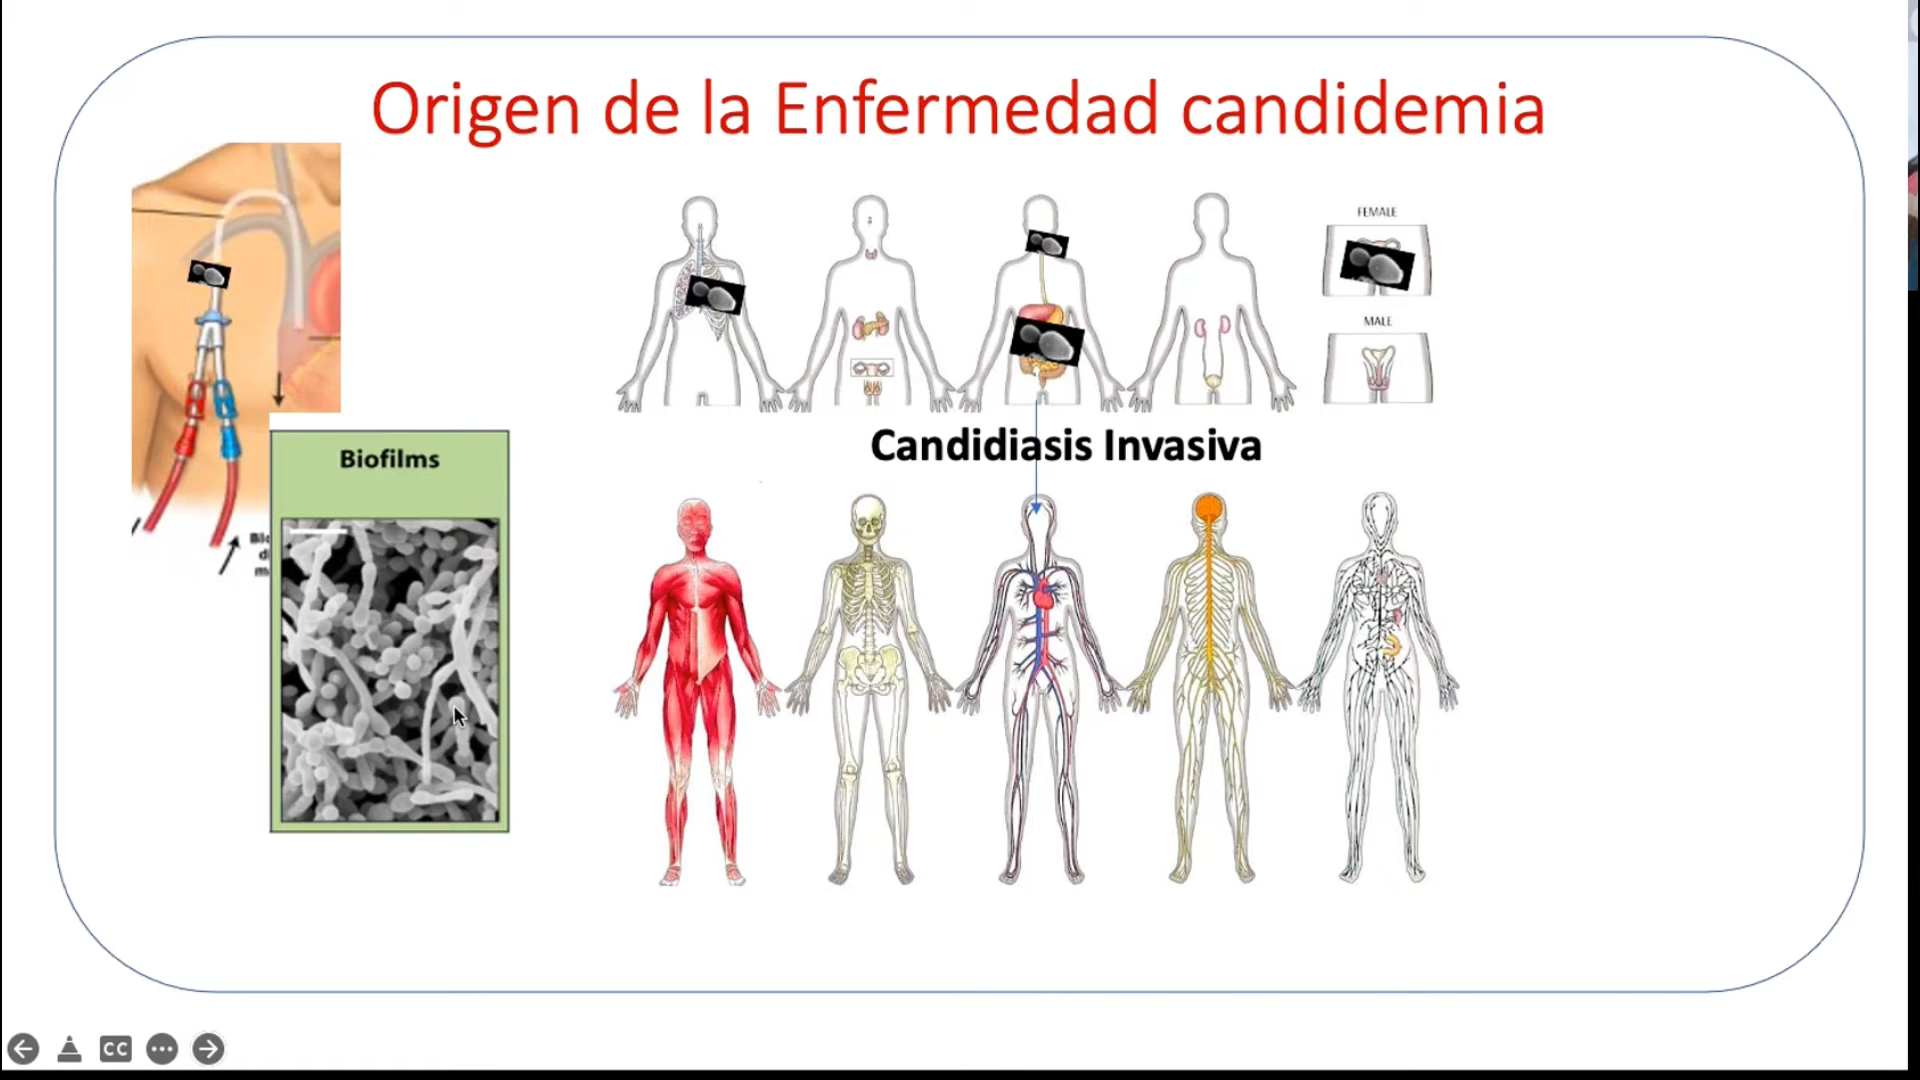 Origen de la Enfermedad candidemia
FEMALE
MALE
Candidiasis Invasiva
Biofilms
CC